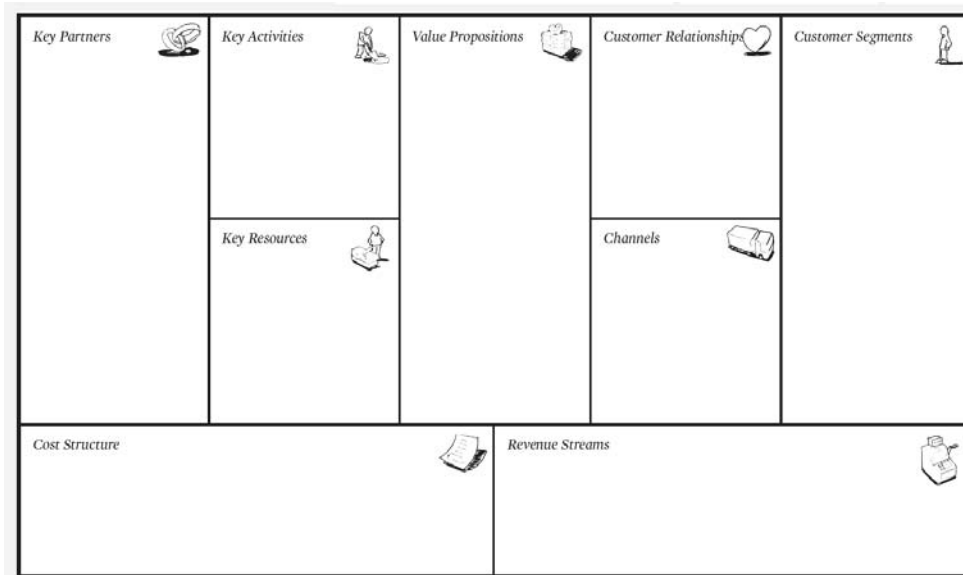 Key Partners
Key Activities
Value Propositions
Customer Relationships
Customer Segments
Key Resources
Channels
Cost Structure
Revenue Streams